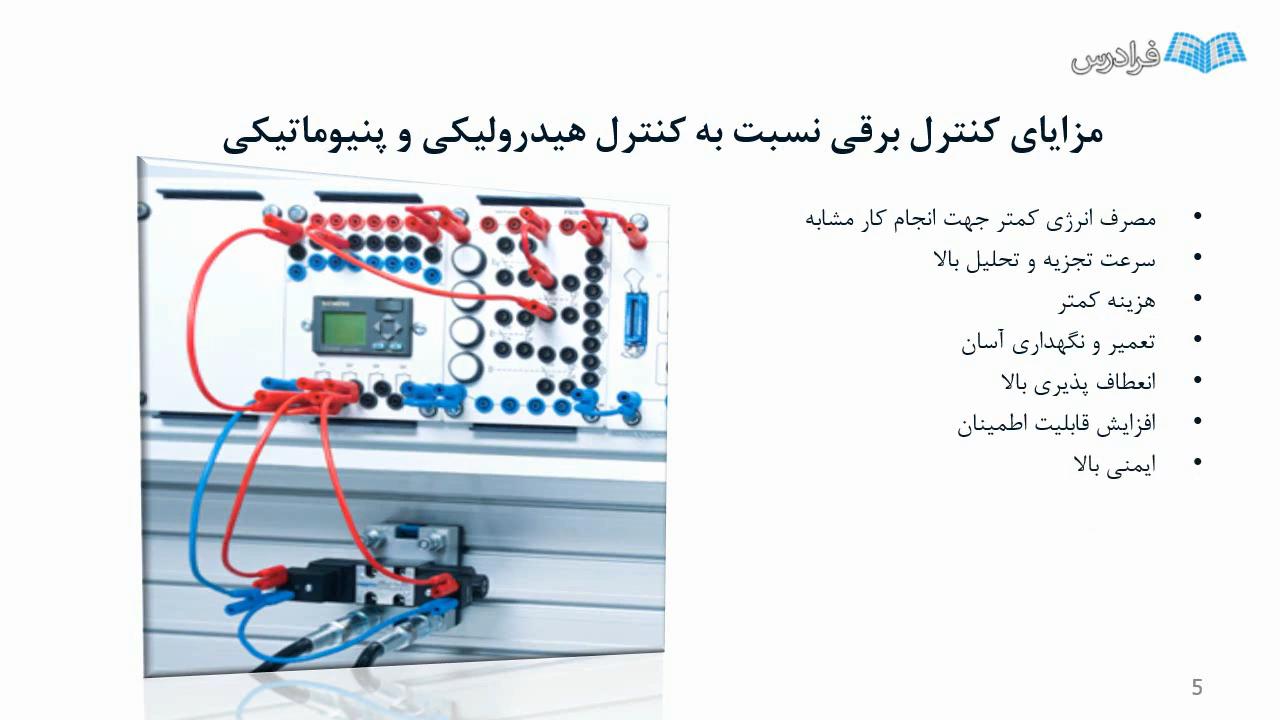 فرادرس
مزایای کنترل برقی نسبت به کنترل هیدرولیکی و پنیوماتیکی
• مصرف انرژی کمتر جهت انجام کار مشابه
• سرعت تجزیه و تحلیل بالا
• هزینه کمتر
• تعمیر و نگهداری آسان
• انعطاف پذیری بالا
• افزایش قابلیت اطمینان
• ایمنی بالا
SIEMENS
5